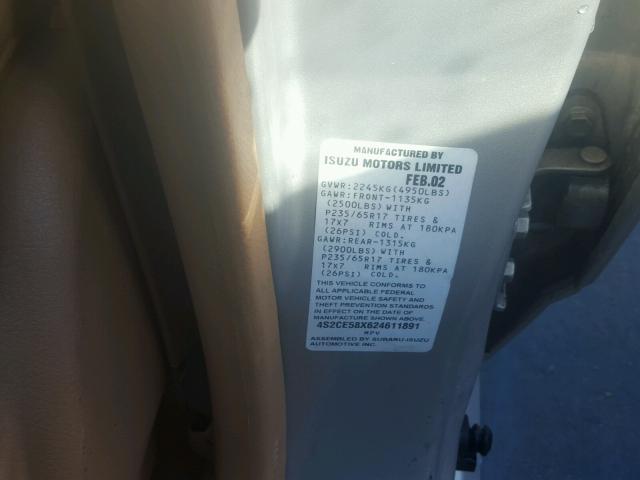 MANUFACTURED BY
ISUZU MOTORS LIMITED
FEB.02
GVWR:2245KG(4950LBS)
GAWR:FRONT-1135KG
(2500LBS)WITH
P235/65R17 TIRES &
17x7 RIMS AT 180KPA
(26PSI) COLD.
GAWR:REAR-1315KG
(2900LBS)WITH
P235/65R17 TIRES &
17x7 RIMS AT 180KPA
(26PSI) COLD.
THIS VEHICLE CONFORMS TO
ALL APPLICABLE FEDERAL
MOTOR VEHICLE SAFETY AND
THEFT PREVENTION STANDARDS
IN EFFECT ON THE DATE OF
MANUFACTURE SHOWN ABOVE.
4S2CE58X624611891
MPV
ASSEMBLED BY SUBARU-ISUZU
AUTOMOTIVE INC.